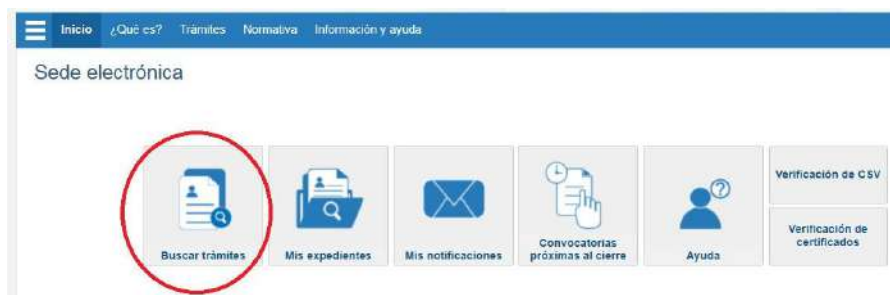 Inicio ¿Qué es? Trámites Normativa Información y ayuda
Sede electrónica
Buscar trámites
Mis expedientes
Mis notificaciones
Convocatorias
próximas al cierre
Ayuda
Verificación de CSV
Verificación de
certificados